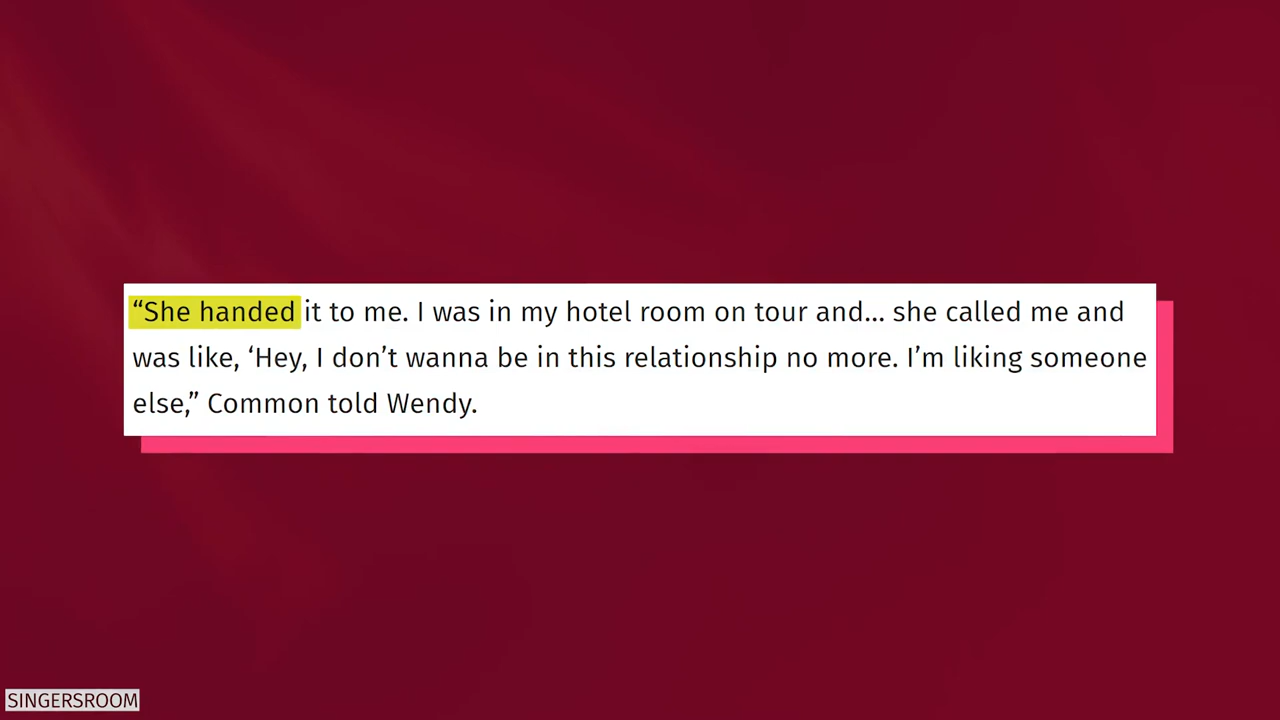 “She handed it to me. I was in my hotel room on tour and... she called me and
was like, ‘Hey, I don’t wanna be in this relationship no more. I’m liking someone
else,” Common told Wendy.
SINGERSROOM